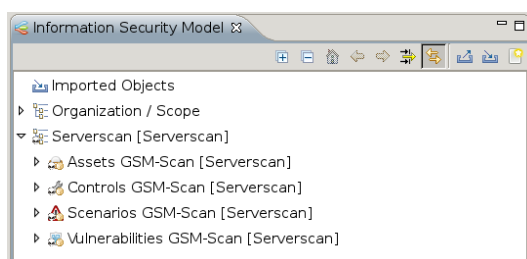 Information Security Model
Imported Objects
Organization / Scope
Serverscan [Serverscan]
Assets GSM-Scan [Serverscan]
Controls GSM-Scan [Serverscan]
Scenarios GSM-Scan [Serverscan]
Vulnerabilities GSM-Scan [Serverscan]